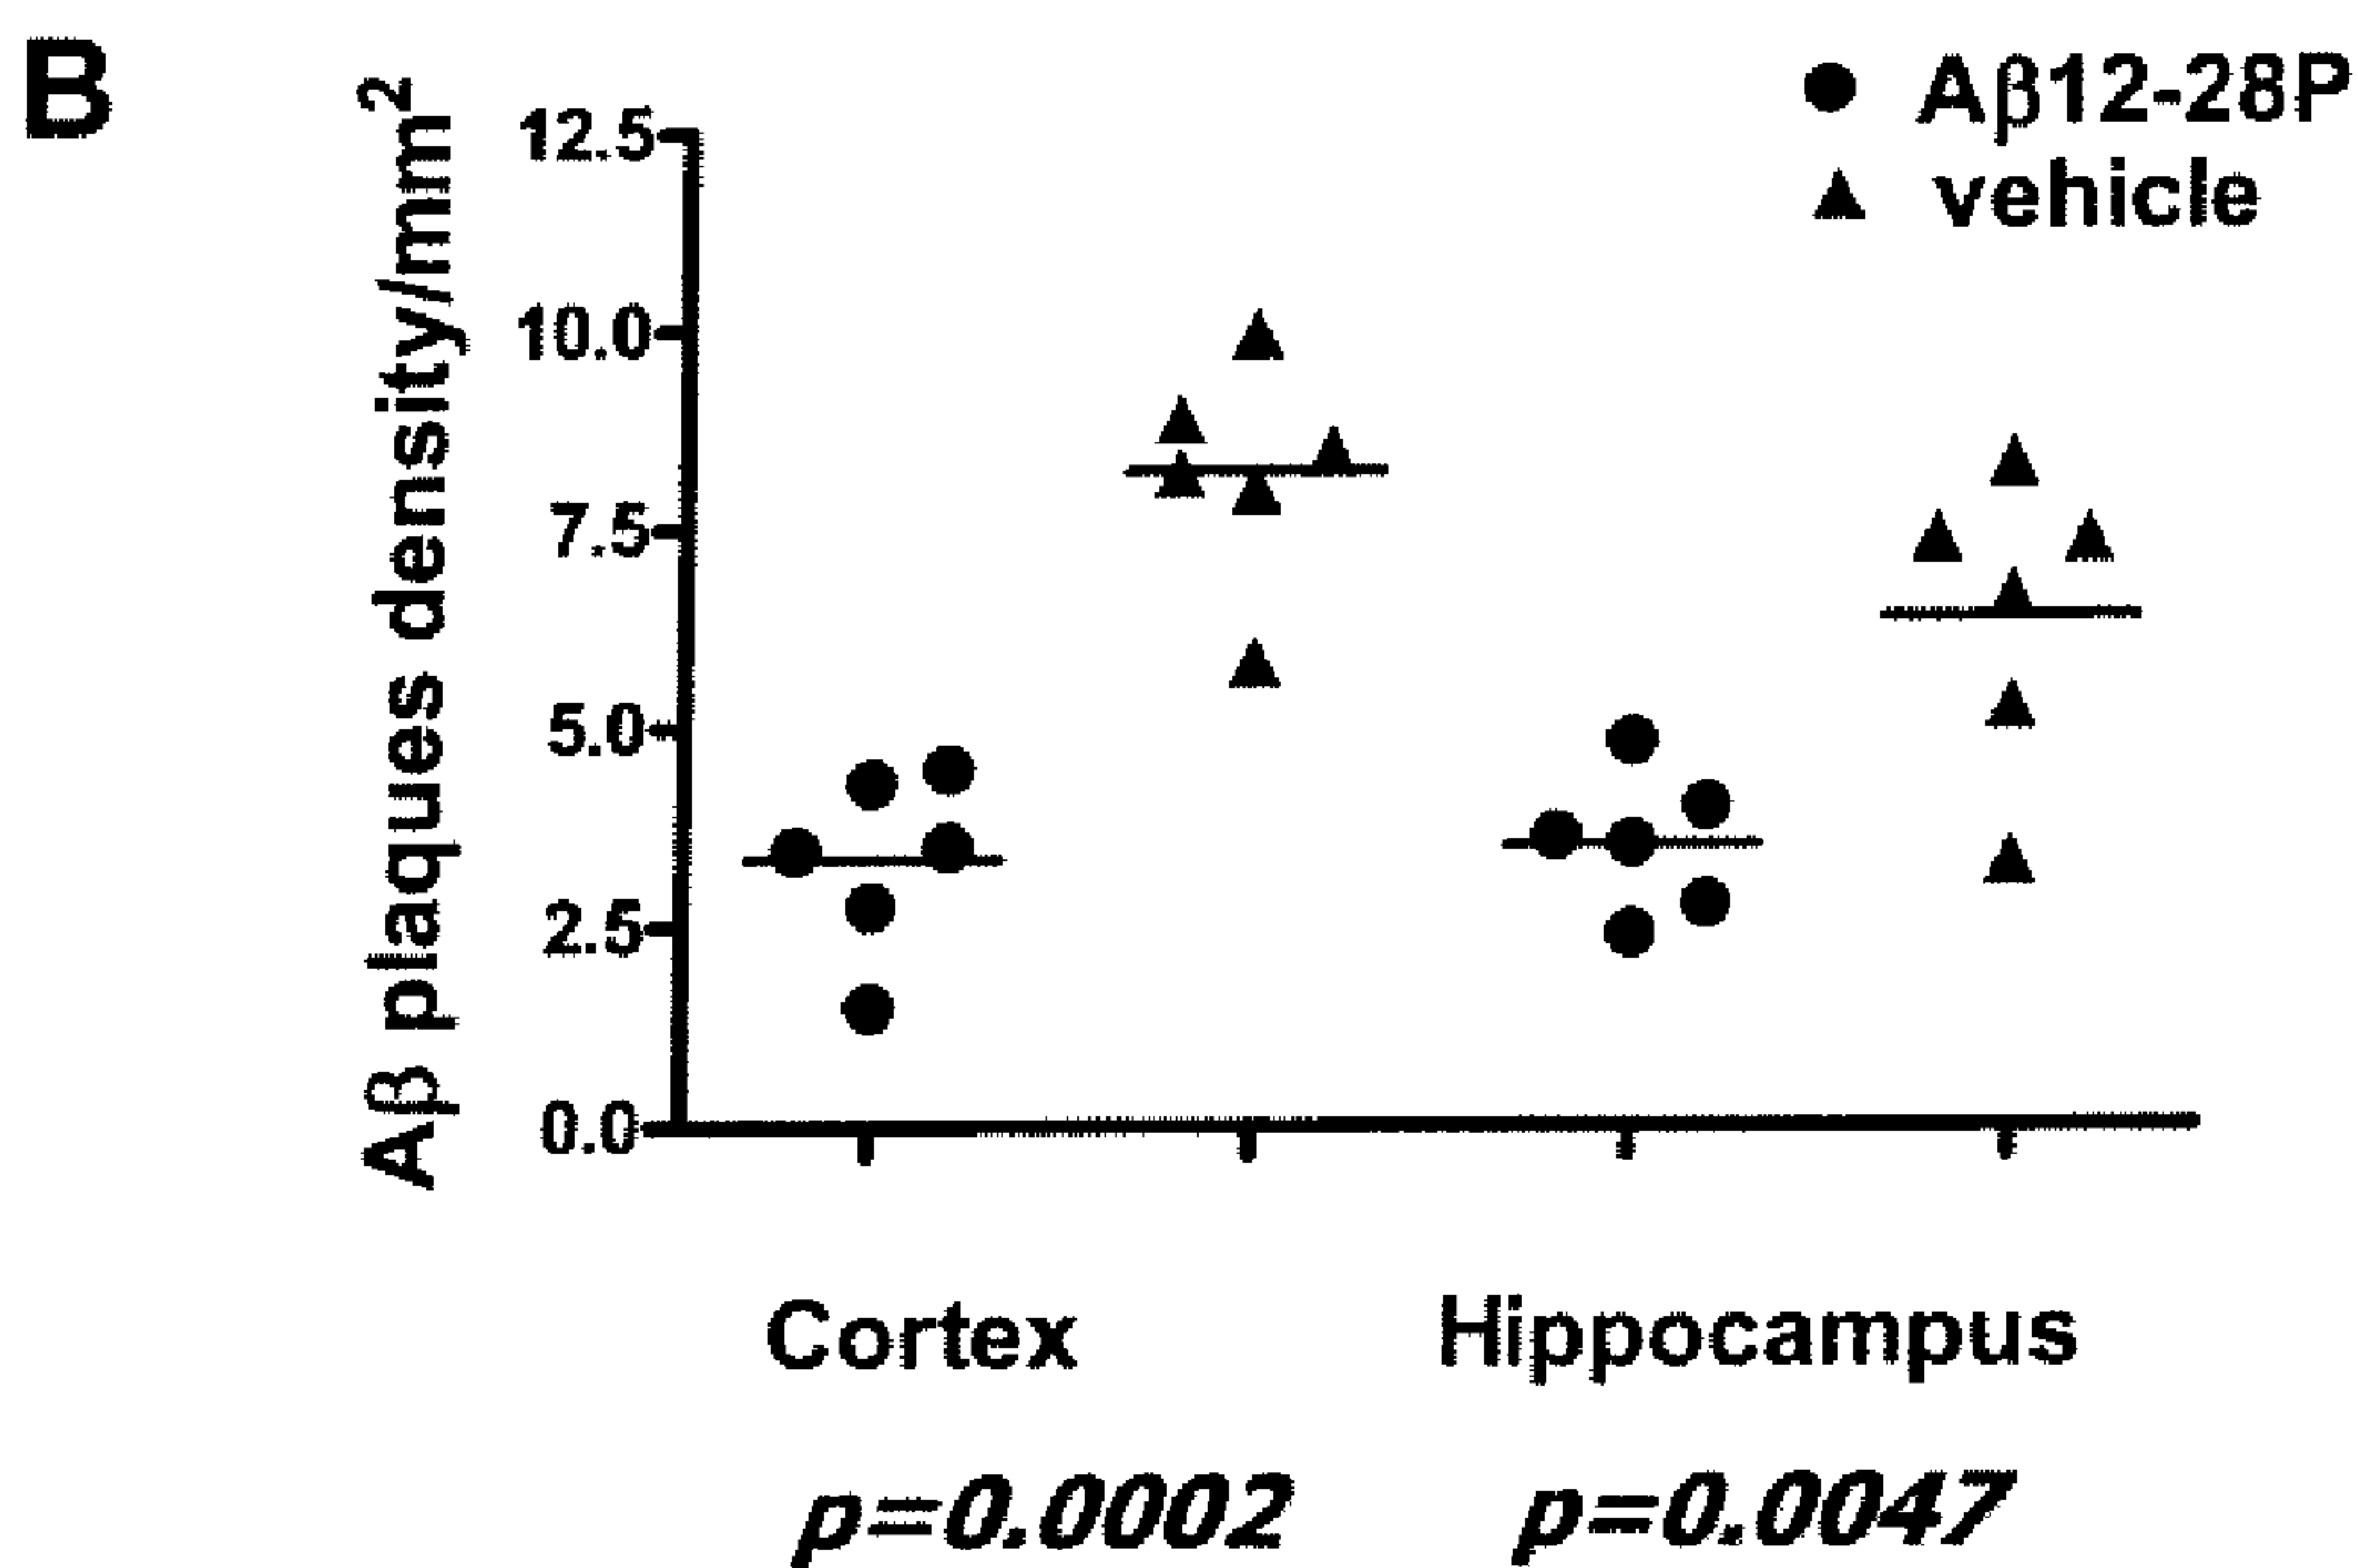 B
Aβ12-28P
vehicle
Aβ plaques density/mm²
12.5
10.0
7.5
5.0
2.5
0.0
Cortex Hippocampus
p=0.0002 p=0.0047